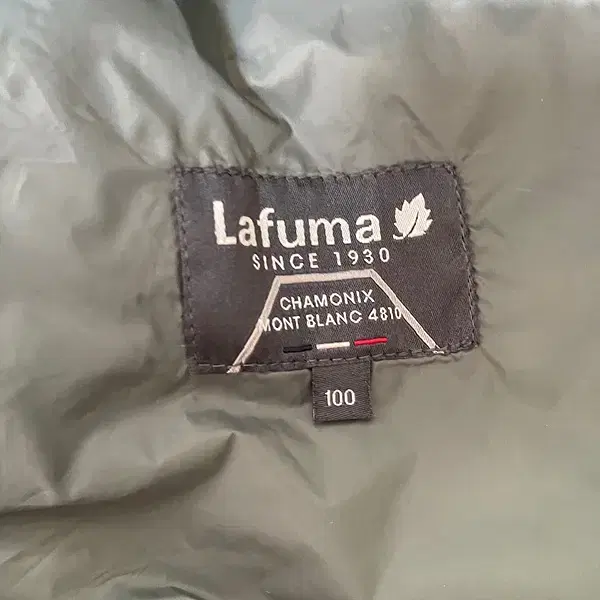 Lafuma
SINCE 1930
CHAMONIX
MONT BLANC 4810
100